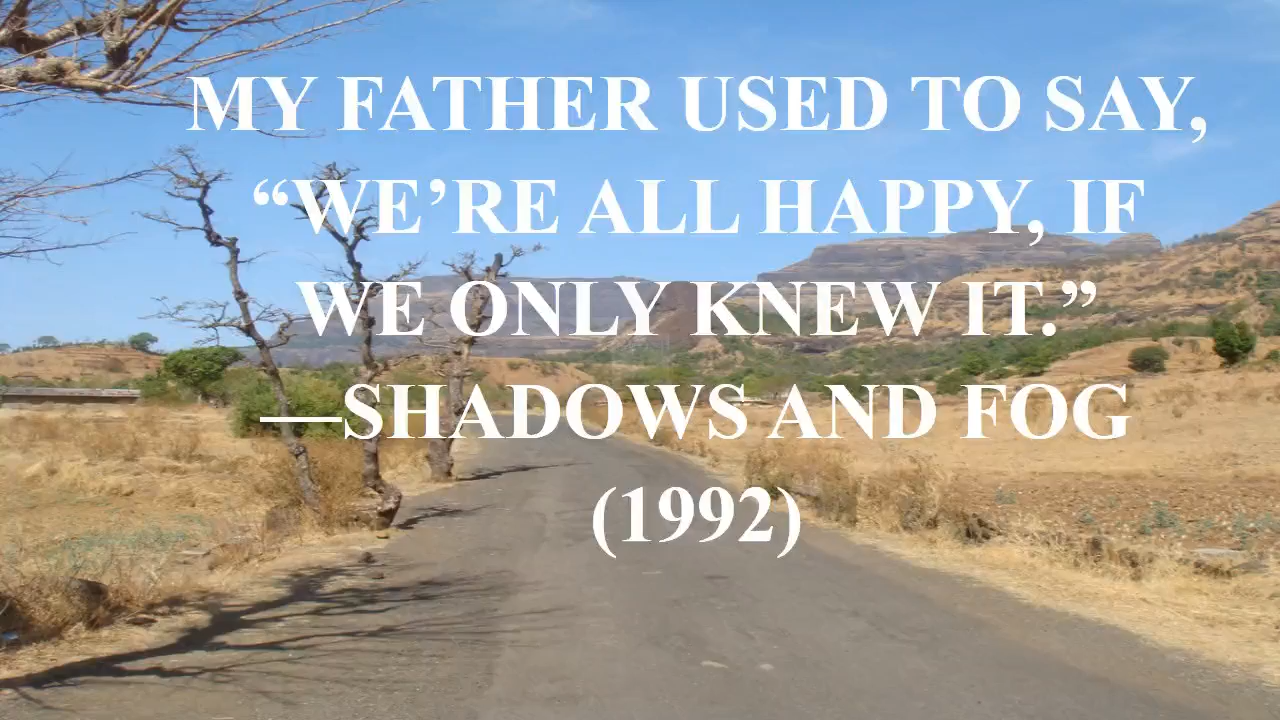 MY FATHER USED TO SAY,
“WE’RE ALL HAPPY, IF
WE ONLY KNEW IT.”
—SHADOWS AND FOG
(1992)